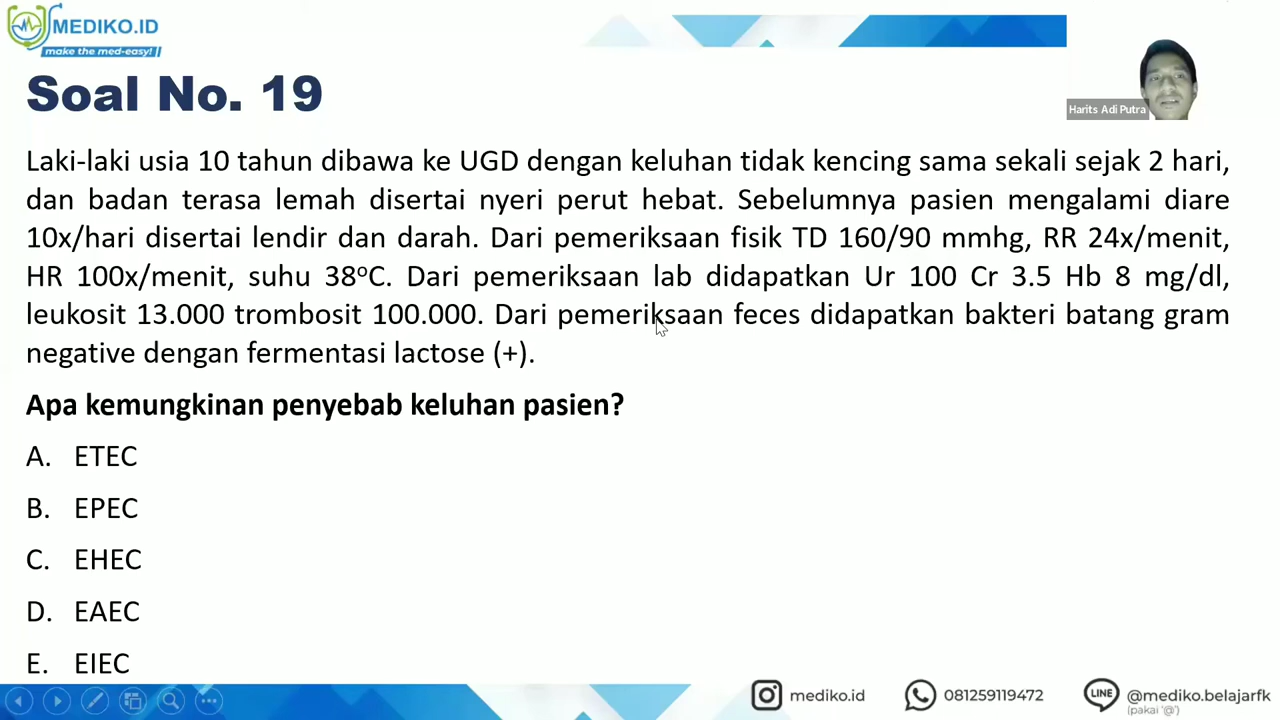 MEDIKO.ID
make the med-easy!
Soal No. 19
Harits Adi Putra
Laki-laki usia 10 tahun dibawa ke UGD dengan keluhan tidak kencing sama sekali sejak 2 hari,
dan badan terasa lemah disertai nyeri perut hebat. Sebelumnya pasien mengalami diare
10x/hari disertai lendir dan darah. Dari pemeriksaan fisik TD 160/90 mmhg, RR 24x/menit,
HR 100x/menit, suhu 38ºC. Dari pemeriksaan lab didapatkan Ur 100 Cr 3.5 Hb 8 mg/dl,
leukosit 13.000 trombosit 100.000. Dari pemeriksaan feces didapatkan bakteri batang gram
negative dengan fermentasi lactose (+).
Apa kemungkinan penyebab keluhan pasien?
A. ETEC
B. EPEC
C. EHEC
D. EAEC
E. EIEC
mediko.id
081259119472
LINE
@mediko.belajarfk
(pakai '@')